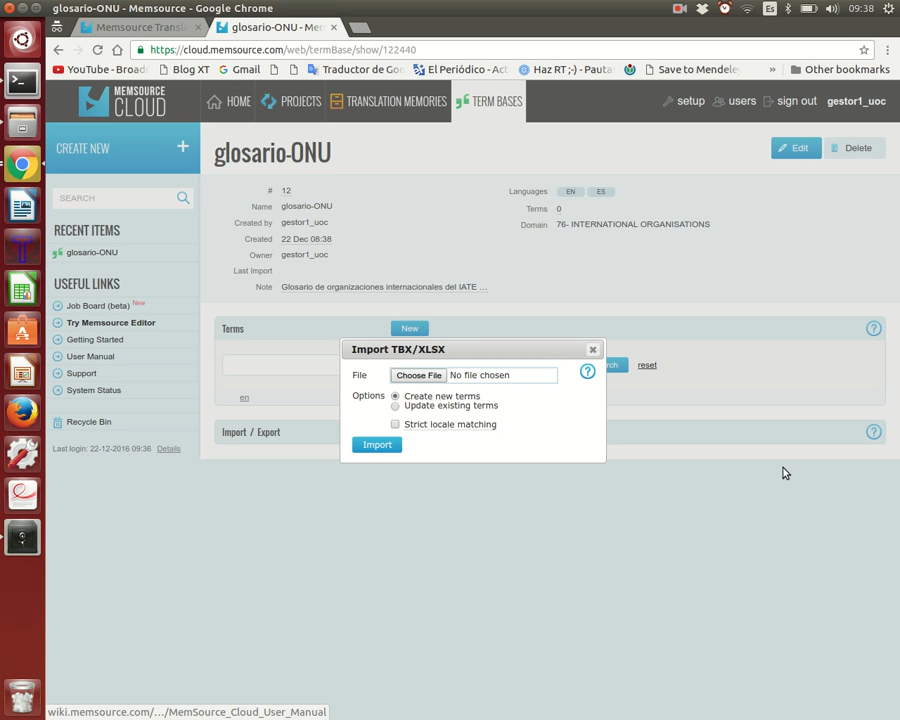 glosario-ONU - Memsource - Google Chrome
Es
09:38
Memsource Transla
glosario-ONU - Me
https://cloud.memsource.com/web/termBase/show/122440
YouTube - Broad
Blog XT
Gmail
Traductor de Go
El Periódico - Act
Haz RT ;-) - Pauta
Save to Mendele
»
Other bookmarks
MEMSOURCE
CLOUD
HOME
PROJECTS
TRANSLATION MEMORIES
TERM BASES
setup
users
sign out
gestor1_uoc
CREATE NEW +
glosario-ONU
Edit
Delete
# 12
Name glosario-ONU
Created by gestor1_uoc
Created 22 Dec 08:38
Owner gestor1_uoc
Last Import
Note Glosario de organizaciones internacionales del IATE ...
Languages EN ES
Terms 0
Domain 76- INTERNATIONAL ORGANISATIONS
SEARCH
RECENT ITEMS
glosario-ONU
USEFUL LINKS
Job Board (beta) New
Try Memsource Editor
Getting Started
User Manual
Support
System Status
Recycle Bin
Last login: 22-12-2016 09:36 Details
Terms New ?
rch reset
en
Import / Export ?
Import TBX/XLSX
File Choose File No file chosen ?
Options Create new terms
Update existing terms
Strict locale matching
Import
wiki.memsource.com/.../MemSource_Cloud_User_Manual